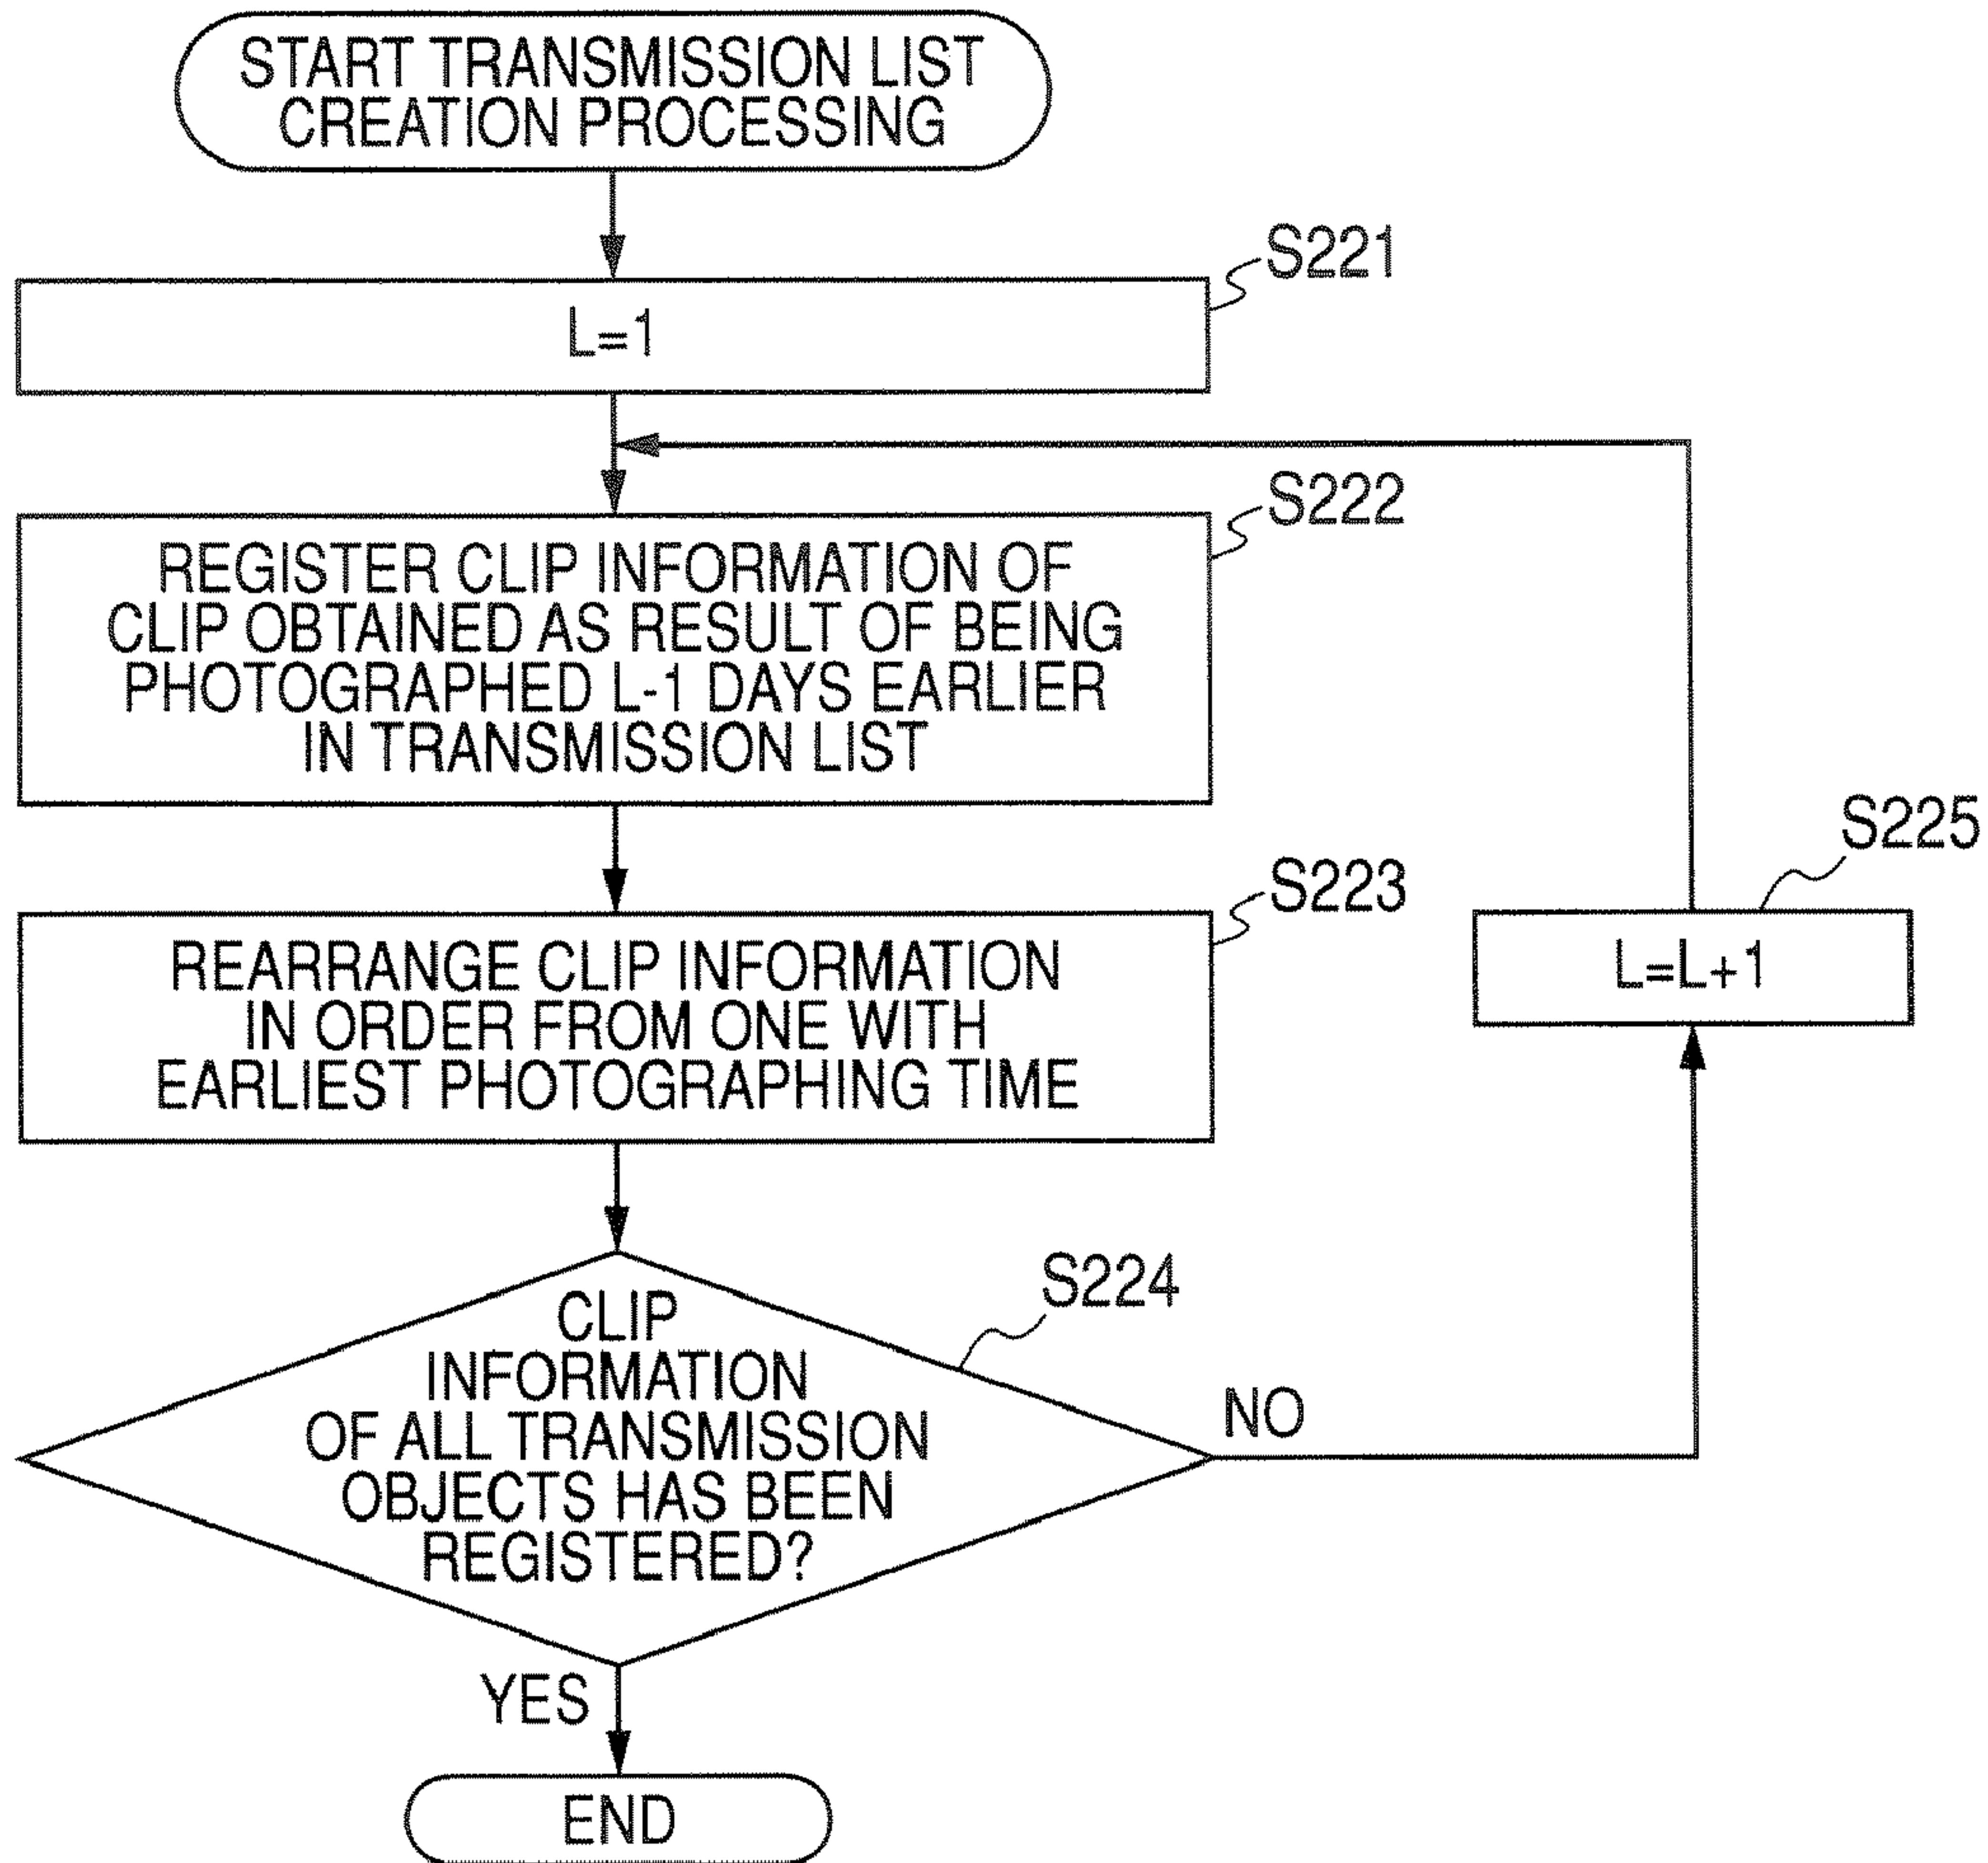 START TRANSMISSION LIST
CREATION PROCESSING
S221
L=1
S222
REGISTER CLIP INFORMATION OF
CLIP OBTAINED AS RESULT OF BEING
PHOTOGRAPHED L-1 DAYS EARLIER
IN TRANSMISSION LIST
S225
L=L+1
S223
REARRANGE CLIP INFORMATION
IN ORDER FROM ONE WITH
EARLIEST PHOTOGRAPHING TIME
S224
CLIP
INFORMATION
OF ALL TRANSMISSION
OBJECTS HAS BEEN
REGISTERED?
NO
YES
END